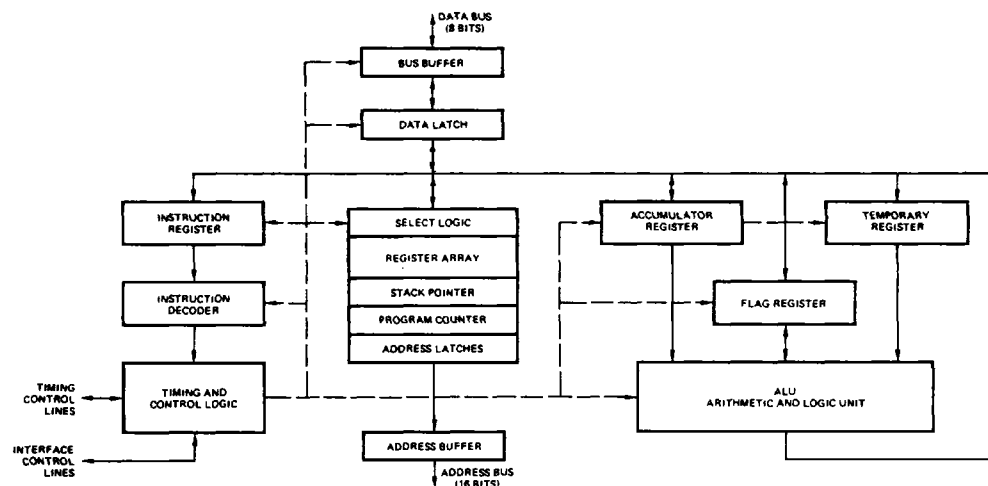 DATA BUS
(8 BITS)
BUS BUFFER
DATA LATCH
INSTRUCTION
REGISTER
SELECT LOGIC
REGISTER ARRAY
STACK POINTER
PROGRAM COUNTER
ADDRESS LATCHES
ACCUMULATOR
REGISTER
TEMPORARY
REGISTER
INSTRUCTION
DECODER
FLAG REGISTER
TIMING
CONTROL
LINES
TIMING AND
CONTROL LOGIC
ALU
ARITHMETIC AND LOGIC UNIT
INTERFACE
CONTROL
LINES
ADDRESS BUFFER
ADDRESS BUS
(16 BITS)